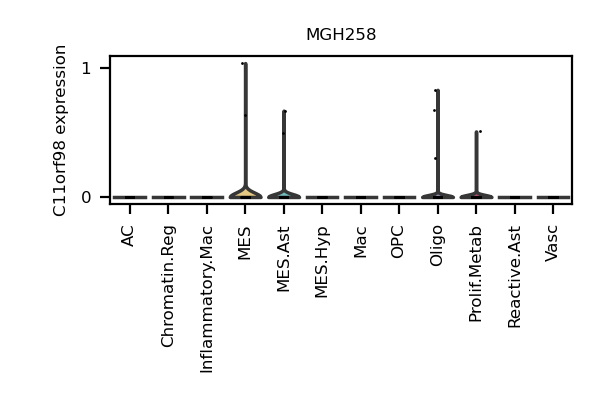 MGH258
C11orf98 expression
1
0
AC
Chromatin.Reg
Inflammatory.Mac
MES
MES.Ast
MES.Hyp
Mac
OPC
Oligo
Prolif.Metab
Reactive.Ast
Vasc